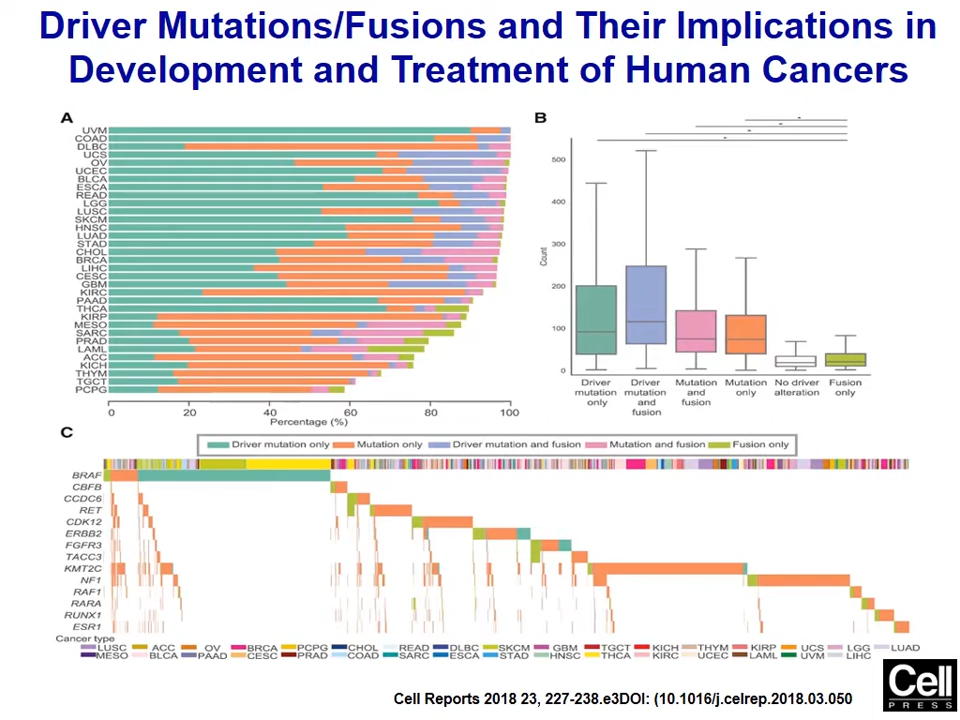 Driver Mutations/Fusions and Their Implications in
Development and Treatment of Human Cancers
A
UVM
COAD
DLBC
UCS
OV
UCEC
BLCA
ESCA
READ
LGG
LUSC
SKCM
HNSC
LUAD
STAD
CHOL
BRCA
LIHC
CESC
GBM
KIRC
PAAD
THCA
KIRP
MESO
SARC
PRAD
LAML
ACC
KICH
THYM
TGCT
PCPG
0 20 40 60 80 100
Percentage (%)
B
Count
500
400
300
200
100
0
Driver mutation only
Driver mutation and fusion
Mutation and fusion
Mutation only
No driver alteration
Fusion only
C
Driver mutation only Mutation only Driver mutation and fusion Mutation and fusion Fusion only
BRAF
CBFB
CCDC6
RET
CDK12
ERBB2
FGFR3
TACC3
KMT2C
NF1
RAF1
RARA
RUNX1
ESR1
Cancer type
LUSC ACC OV BRCA PCPG CHOL READ DLBC SKCM GBM TGCT KICH THYM KIRP UCS LGG LUAD
MESO BLCA PAAD CESC PRAD COAD SARC ESCA STAD HNSC THCA KIRC UCEC LAML UVM LIHC
Cell Reports 2018 23, 227-238.e3DOI: (10.1016/j.celrep.2018.03.050
Cell
PRESS